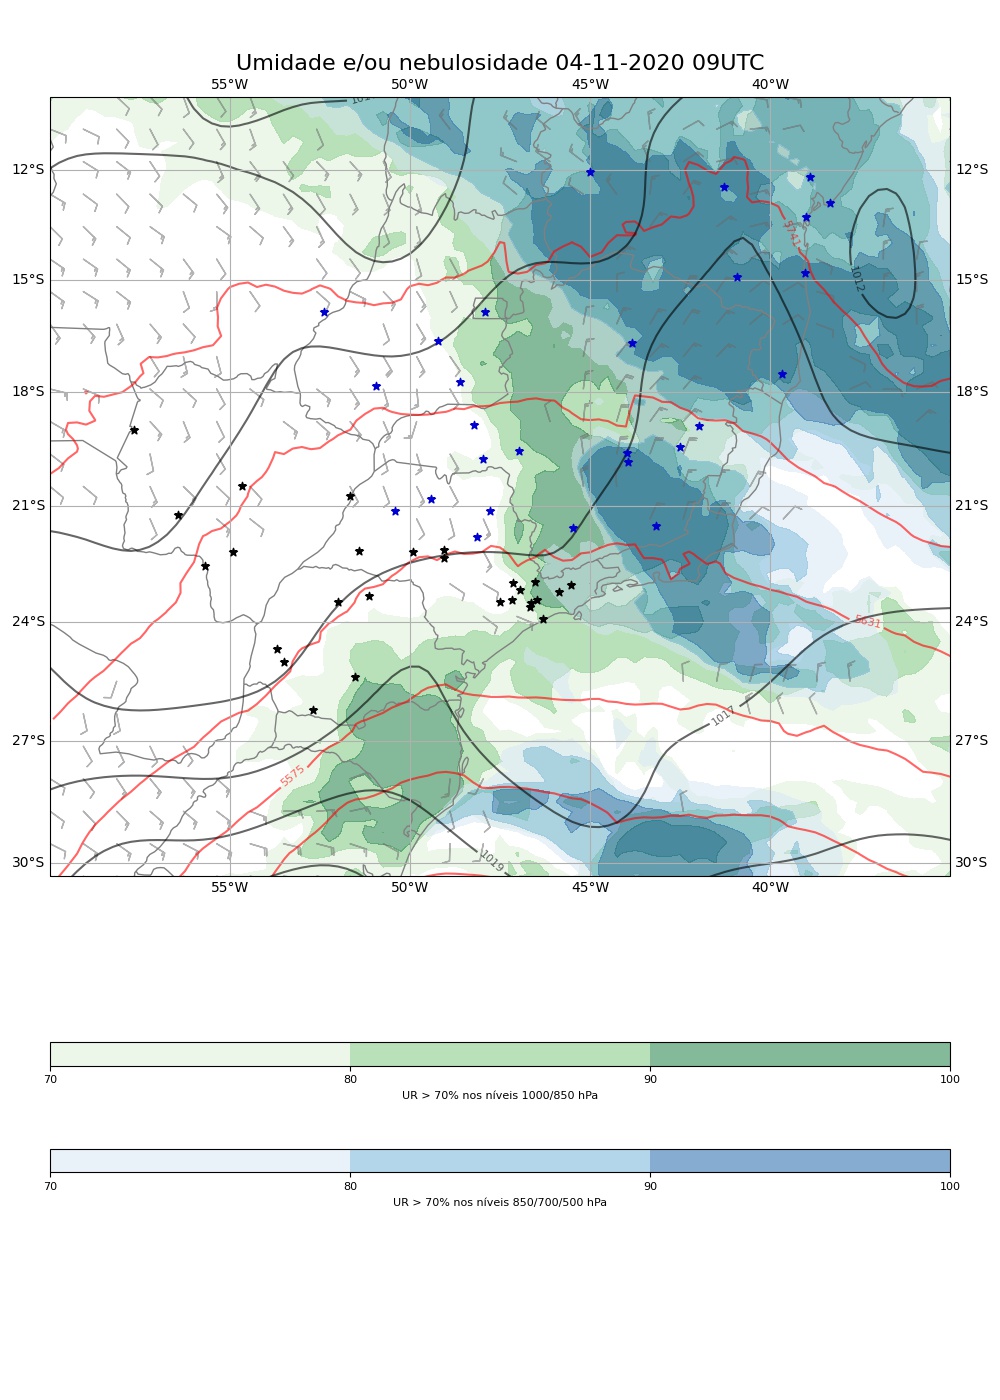 Umidade e/ou nebulosidade 04-11-2020 09UTC
55°W 50°W 45°W 40°W
12°S 12°S
5741
15°S 1012 15°S
18°S 18°S
21°S 21°S
24°S 5631 24°S
1017
27°S 27°S
5575
1019
30°S 30°S
55°W 50°W 45°W 40°W
70 80 90 100
UR > 70% nos níveis 1000/850 hPa
70 80 90 100
UR > 70% nos níveis 850/700/500 hPa